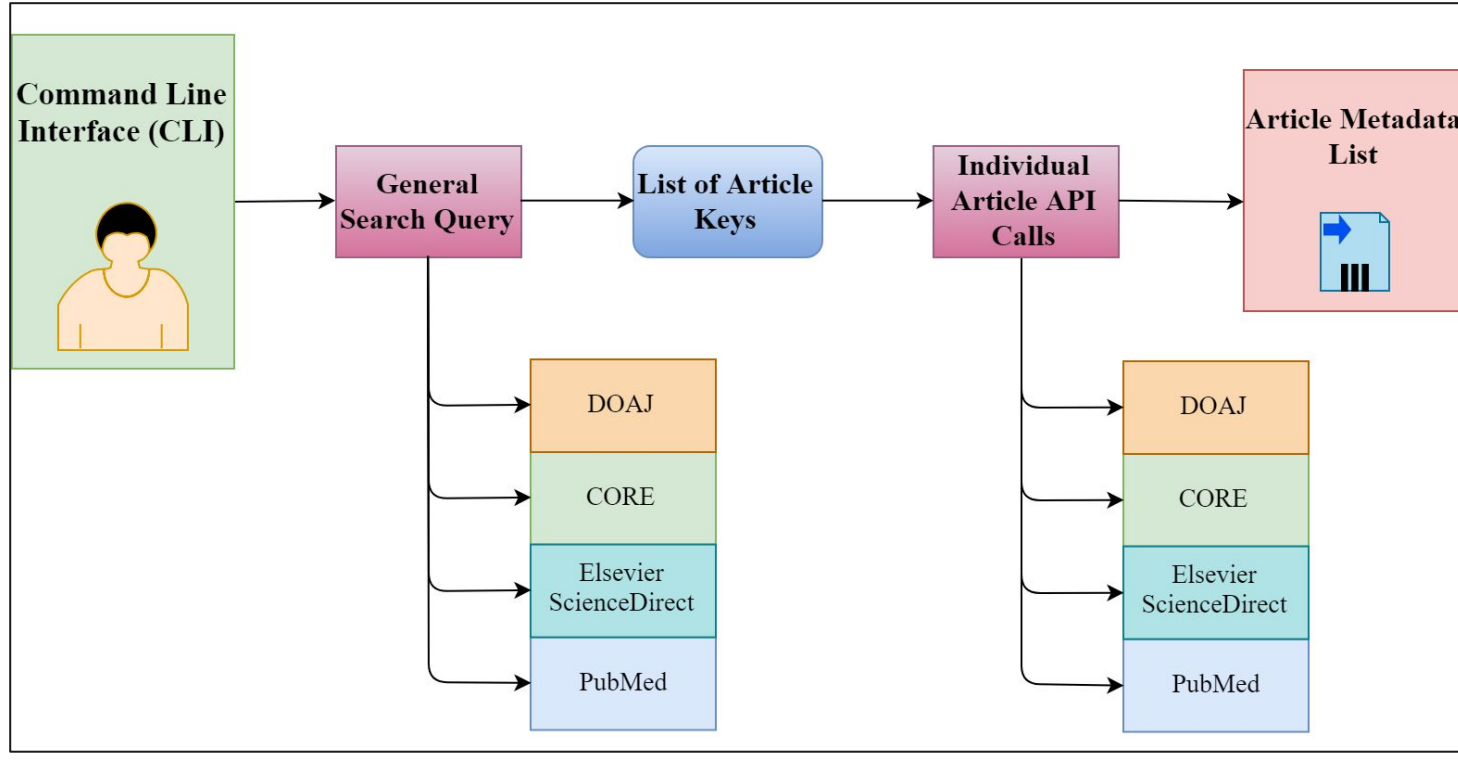 Command Line
Interface (CLI)
General
Search Query
List of Article
Keys
Individual
Article API
Calls
Article Metadata
List
DOAJ
CORE
Elsevier
ScienceDirect
PubMed
DOAJ
CORE
Elsevier
ScienceDirect
PubMed